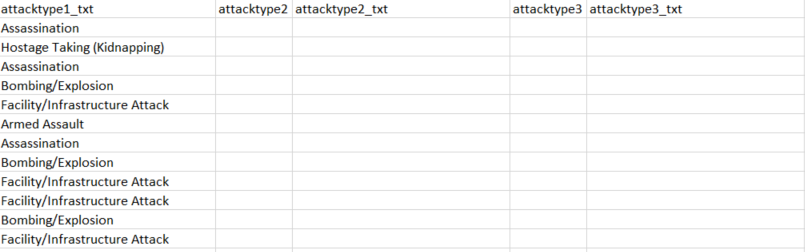 attacktype1_txt attacktype2 attacktype2_txt attacktype3 attacktype3_txt
Assassination
Hostage Taking (Kidnapping)
Assassination
Bombing/Explosion
Facility/Infrastructure Attack
Armed Assault
Assassination
Bombing/Explosion
Facility/Infrastructure Attack
Facility/Infrastructure Attack
Bombing/Explosion
Facility/Infrastructure Attack